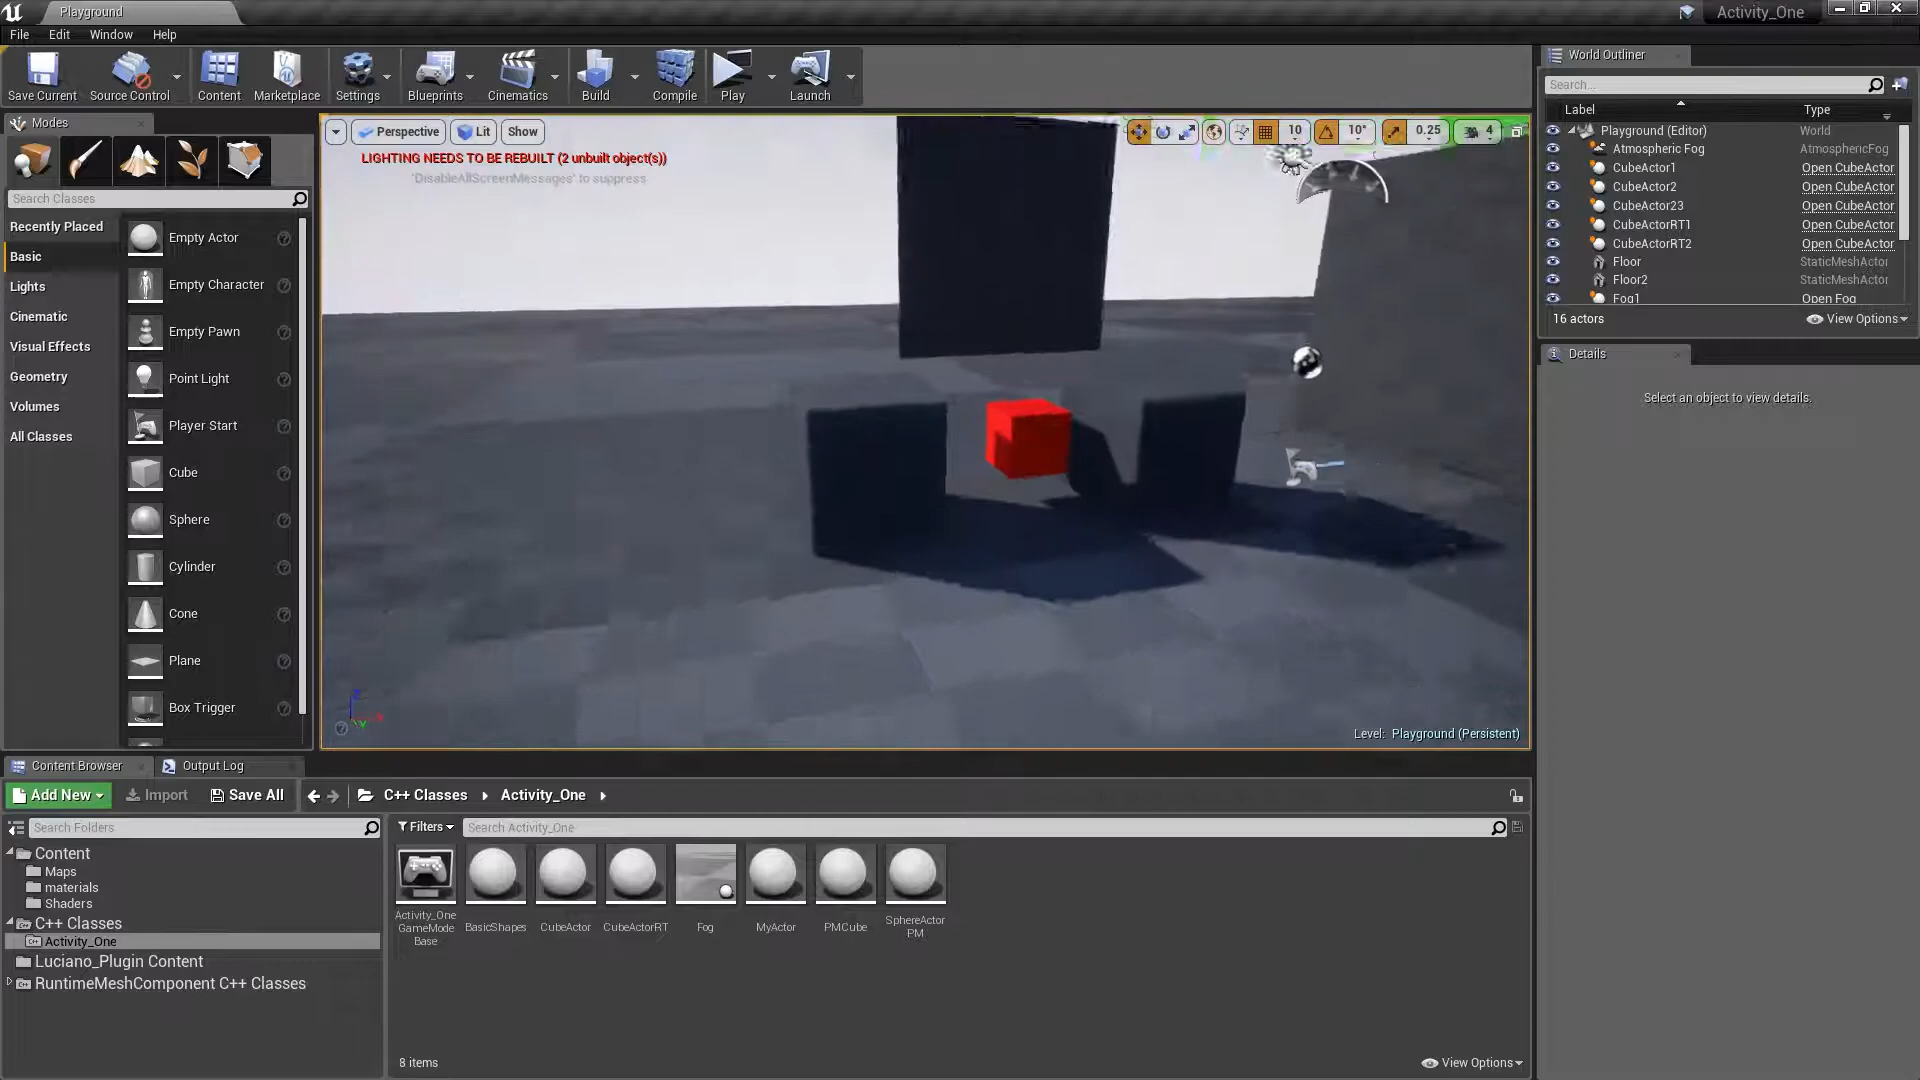 Playground
Activity_One
File Edit Window Help
Save Current
Source Control
Content
Marketplace
Settings
Blueprints
Cinematics
Build
Compile
Play
Launch
Modes
Search Classes
Recently Placed
Basic
Lights
Cinematic
Visual Effects
Geometry
Volumes
All Classes
Empty Actor
Empty Character
Empty Pawn
Point Light
Player Start
Cube
Sphere
Cylinder
Cone
Plane
Box Trigger
Perspective
Lit
Show
10
10°
0.25
4
LIGHTING NEEDS TO BE REBUILT (2 unbuilt object(s))
'DisableAllScreenMessages' to suppress
Level: Playground (Persistent)
World Outliner
Search...
Label Type
Playground (Editor) World
Atmospheric Fog AtmosphericFog
CubeActor1 Open CubeActor
CubeActor2 Open CubeActor
CubeActor23 Open CubeActor
CubeActorRT1 Open CubeActor
CubeActorRT2 Open CubeActor
Floor StaticMeshActor
Floor2 StaticMeshActor
Fog1 Open Fog
16 actors
View Options
Details
Select an object to view details.
Content Browser
Output Log
Add New
Import
Save All
C++ Classes
Activity_One
Search Folders
Content
Maps
materials
Shaders
C++ Classes
Activity_One
Luciano_Plugin Content
RuntimeMeshComponent C++ Classes
Filters
Search Activity_One
Activity_One
GameMode
Base
BasicShapes
CubeActor
CubeActorRT
Fog
MyActor
PMCube
SphereActor
PM
8 items
View Options